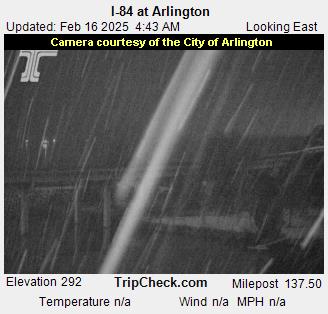 I-84 at Arlington
Updated: Feb 16 2025 4:43 AM Looking East
Camera courtesy of the City of Arlington
Elevation 292 TripCheck.com Milepost 137.50
Temperature n/a Wind n/a MPH n/a